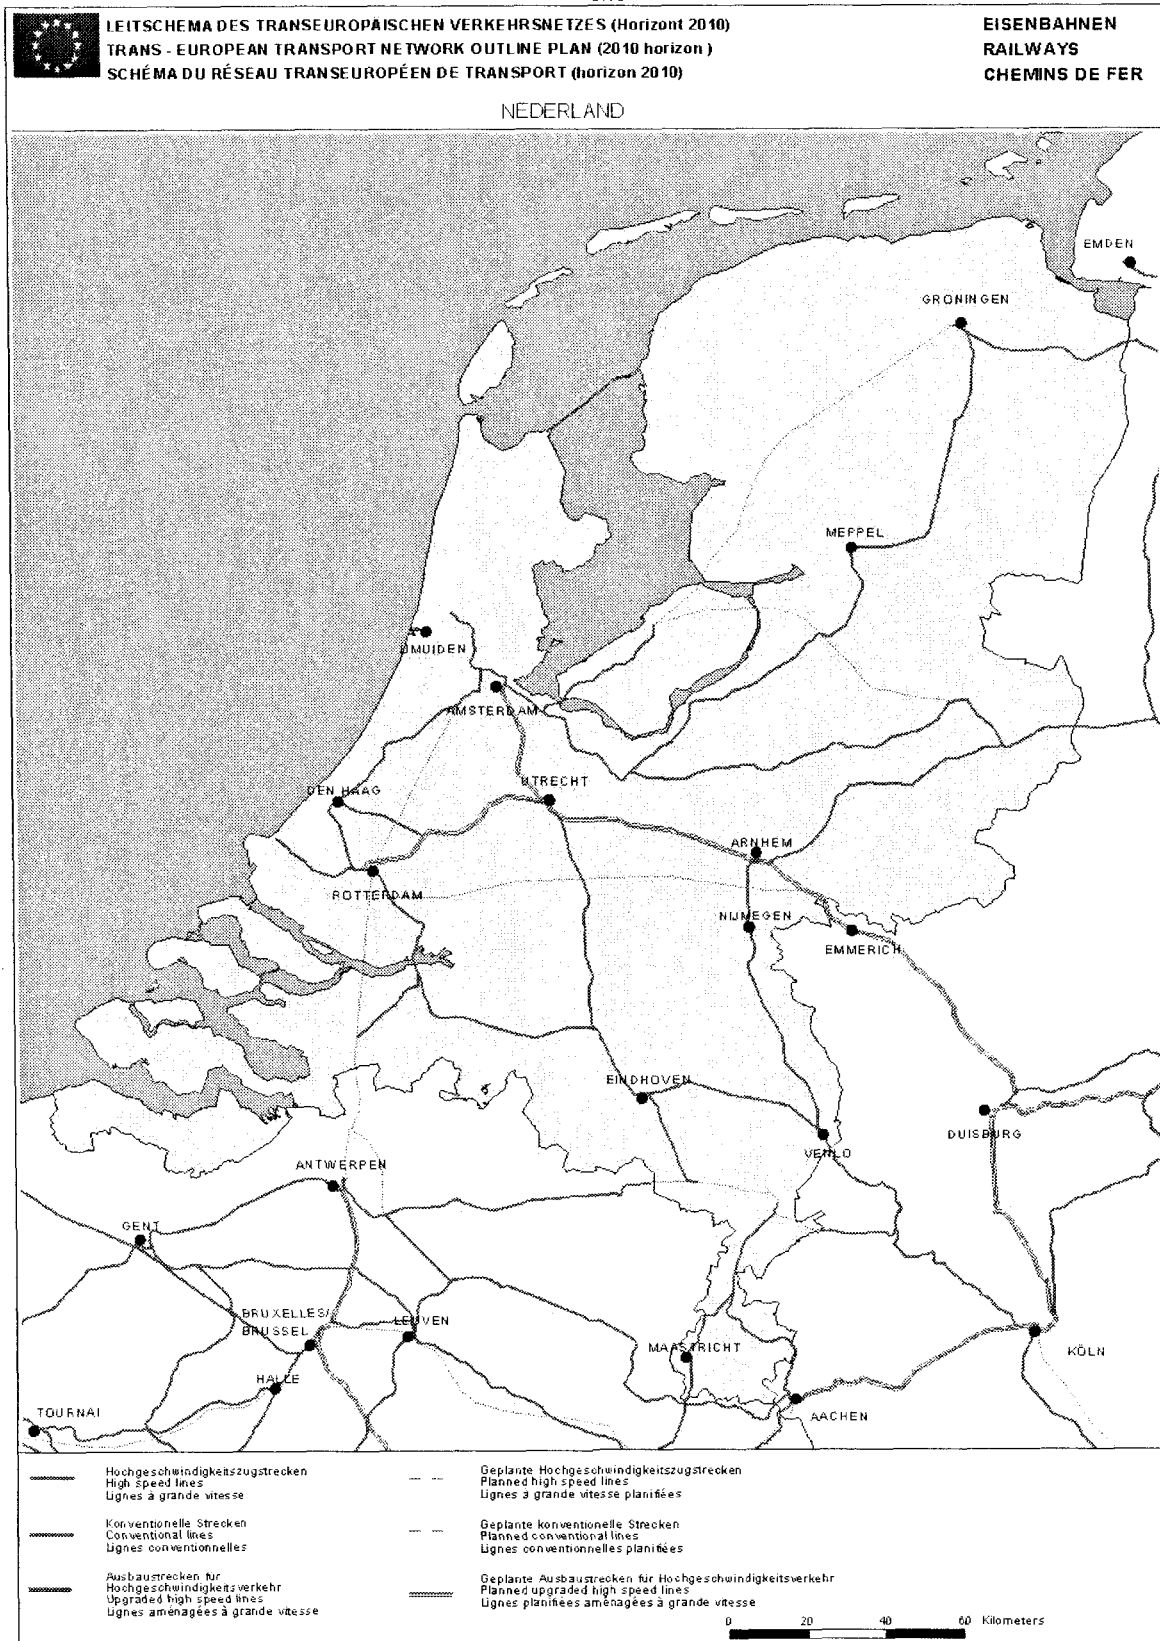 LEITSCHEMA DES TRANSEUROPÄISCHEN VERKEHRSNETZES (Horizont 2010)
TRANS - EUROPEAN TRANSPORT NETWORK OUTLINE PLAN (2010 horizon )
SCHÉMA DU RÉSEAU TRANSEUROPÉEN DE TRANSPORT (horizon 2010)
EISENBAHNEN
RAILWAYS
CHEMINS DE FER
NEDERLAND
EMDEN
GRONINGEN
MEPPEL
IJMUIDEN
AMSTERDAM
DEN HAAG
UTRECHT
ARNHEM
ROTTERDAM
NIJMEGEN
EMMERICH
EINDHOVEN
DUISBURG
VENLO
ANTWERPEN
GENT
BRUXELLES/
BRUSSEL
LEUVEN
MAASTRICHT
KÖLN
HALLE
TOURNAI
AACHEN
Hochgeschwindigkeitszugstrecken
High speed lines
Lignes à grande vitesse
Konventionelle Strecken
Conventional lines
Lignes conventionnelles
Ausbaustrecken für
Hochgeschwindigkeitsverkehr
Upgraded high speed lines
Lignes aménagées à grande vitesse
Geplante Hochgeschwindigkeitszugstrecken
Planned high speed lines
Lignes à grande vitesse planifiées
Geplante konventionelle Strecken
Planned conventional lines
Lignes conventionnelles planifiées
Geplante Ausbaustrecken für Hochgeschwindigkeitsverkehr
Planned upgraded high speed lines
Lignes planifiées aménagées à grande vitesse
0 20 40 60 Kilometers